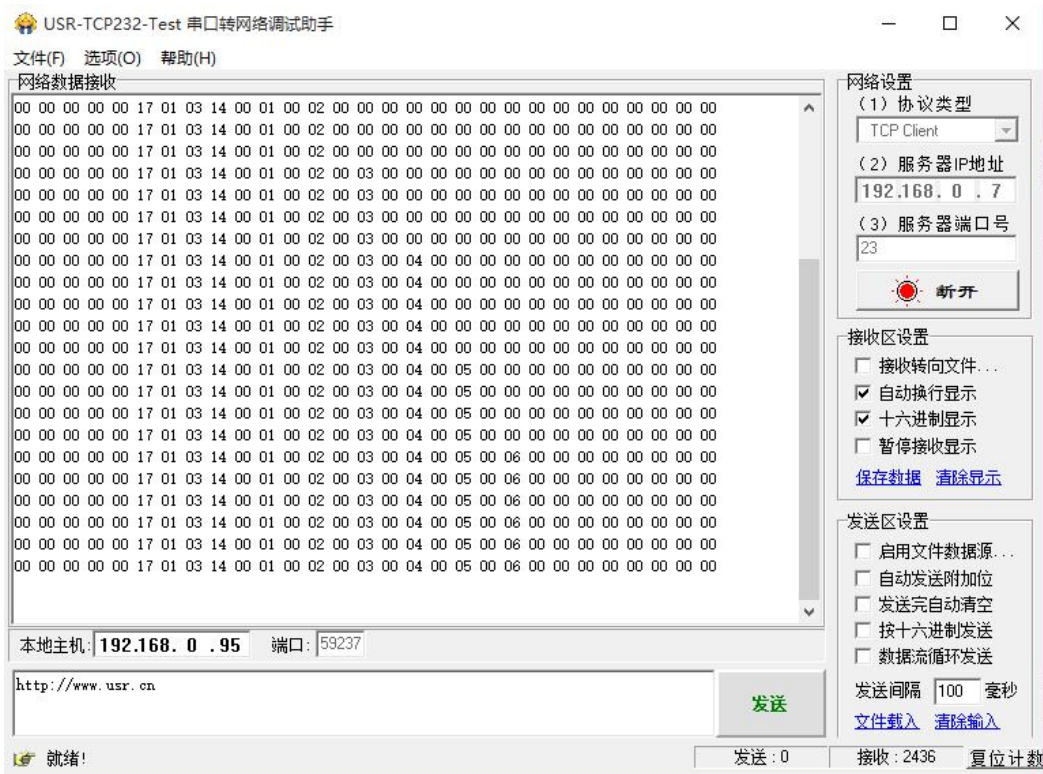 USR-TCP232-Test 串口转网络调试助手
文件(F) 选项(O) 帮助(H)
网络数据接收
00 00 00 00 00 17 01 03 14 00 01 00 02 00 00 00 00 00 00 00 00 00 00 00 00 00 00 00 00
00 00 00 00 00 17 01 03 14 00 01 00 02 00 00 00 00 00 00 00 00 00 00 00 00 00 00 00 00
00 00 00 00 00 17 01 03 14 00 01 00 02 00 00 00 00 00 00 00 00 00 00 00 00 00 00 00 00
00 00 00 00 00 17 01 03 14 00 01 00 02 00 03 00 00 00 00 00 00 00 00 00 00 00 00 00 00
00 00 00 00 00 17 01 03 14 00 01 00 02 00 03 00 00 00 00 00 00 00 00 00 00 00 00 00 00
00 00 00 00 00 17 01 03 14 00 01 00 02 00 03 00 00 00 00 00 00 00 00 00 00 00 00 00 00
00 00 00 00 00 17 01 03 14 00 01 00 02 00 03 00 00 00 00 00 00 00 00 00 00 00 00 00 00
00 00 00 00 00 17 01 03 14 00 01 00 02 00 03 00 04 00 00 00 00 00 00 00 00 00 00 00 00
00 00 00 00 00 17 01 03 14 00 01 00 02 00 03 00 04 00 00 00 00 00 00 00 00 00 00 00 00
00 00 00 00 00 17 01 03 14 00 01 00 02 00 03 00 04 00 00 00 00 00 00 00 00 00 00 00 00
00 00 00 00 00 17 01 03 14 00 01 00 02 00 03 00 04 00 00 00 00 00 00 00 00 00 00 00 00
00 00 00 00 00 17 01 03 14 00 01 00 02 00 03 00 04 00 00 00 00 00 00 00 00 00 00 00 00
00 00 00 00 00 17 01 03 14 00 01 00 02 00 03 00 04 00 05 00 00 00 00 00 00 00 00 00 00
00 00 00 00 00 17 01 03 14 00 01 00 02 00 03 00 04 00 05 00 00 00 00 00 00 00 00 00 00
00 00 00 00 00 17 01 03 14 00 01 00 02 00 03 00 04 00 05 00 00 00 00 00 00 00 00 00 00
00 00 00 00 00 17 01 03 14 00 01 00 02 00 03 00 04 00 05 00 00 00 00 00 00 00 00 00 00
00 00 00 00 00 17 01 03 14 00 01 00 02 00 03 00 04 00 05 00 06 00 00 00 00 00 00 00 00
00 00 00 00 00 17 01 03 14 00 01 00 02 00 03 00 04 00 05 00 06 00 00 00 00 00 00 00 00
00 00 00 00 00 17 01 03 14 00 01 00 02 00 03 00 04 00 05 00 06 00 00 00 00 00 00 00 00
00 00 00 00 00 17 01 03 14 00 01 00 02 00 03 00 04 00 05 00 06 00 00 00 00 00 00 00 00
00 00 00 00 00 17 01 03 14 00 01 00 02 00 03 00 04 00 05 00 06 00 00 00 00 00 00 00 00
00 00 00 00 00 17 01 03 14 00 01 00 02 00 03 00 04 00 05 00 06 00 00 00 00 00 00 00 00
本地主机: 192.168. 0 .95 端口: 59237
http://www.usr.cn
发送
网络设置
(1) 协议类型
TCP Client
(2) 服务器IP地址
192.168. 0 . 7
(3) 服务器端口号
23
断开
接收区设置
接收转向文件...
自动换行显示
十六进制显示
暂停接收显示
保存数据 清除显示
发送区设置
启用文件数据源...
自动发送附加位
发送完自动清空
按十六进制发送
数据流循环发送
发送间隔 100 毫秒
文件载入 清除输入
就绪! 发送:0 接收:2436 复位计数